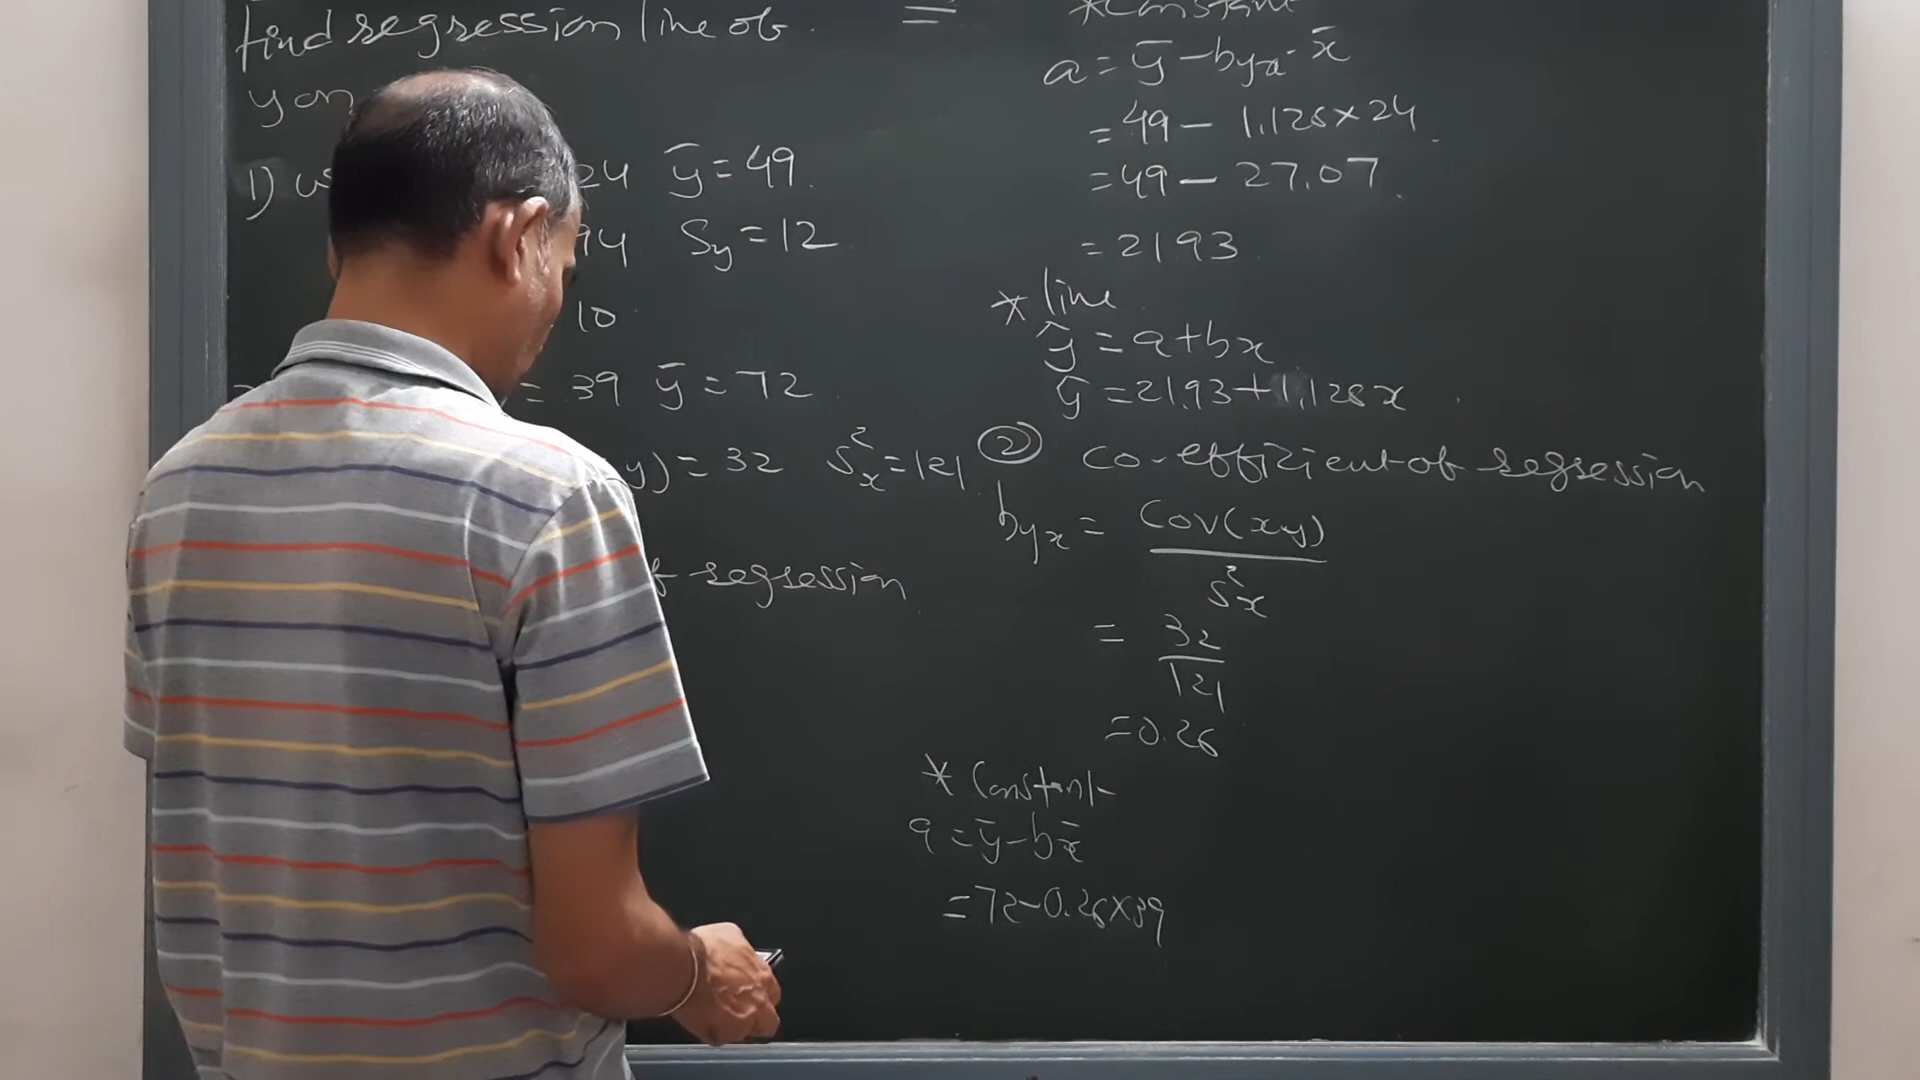 find regression line of
y on
1) 24 ȳ = 49
94 Sy = 12
10
= 39 ȳ = 72
y) = 32 S²x = 121
regression
*Constant
=
a = ȳ - byx · x̄
= 49 - 1.128 × 24
= 49 - 27.07
= 21.93
* line
ŷ = a + bx
ŷ = 21.93 + 1.128x
② Co-efficient of regression
byx = Cov(x,y)
S²x
= 32
121
= 0.26
* Constant
a = ȳ - bx̄
= 72 - 0.26 × 39